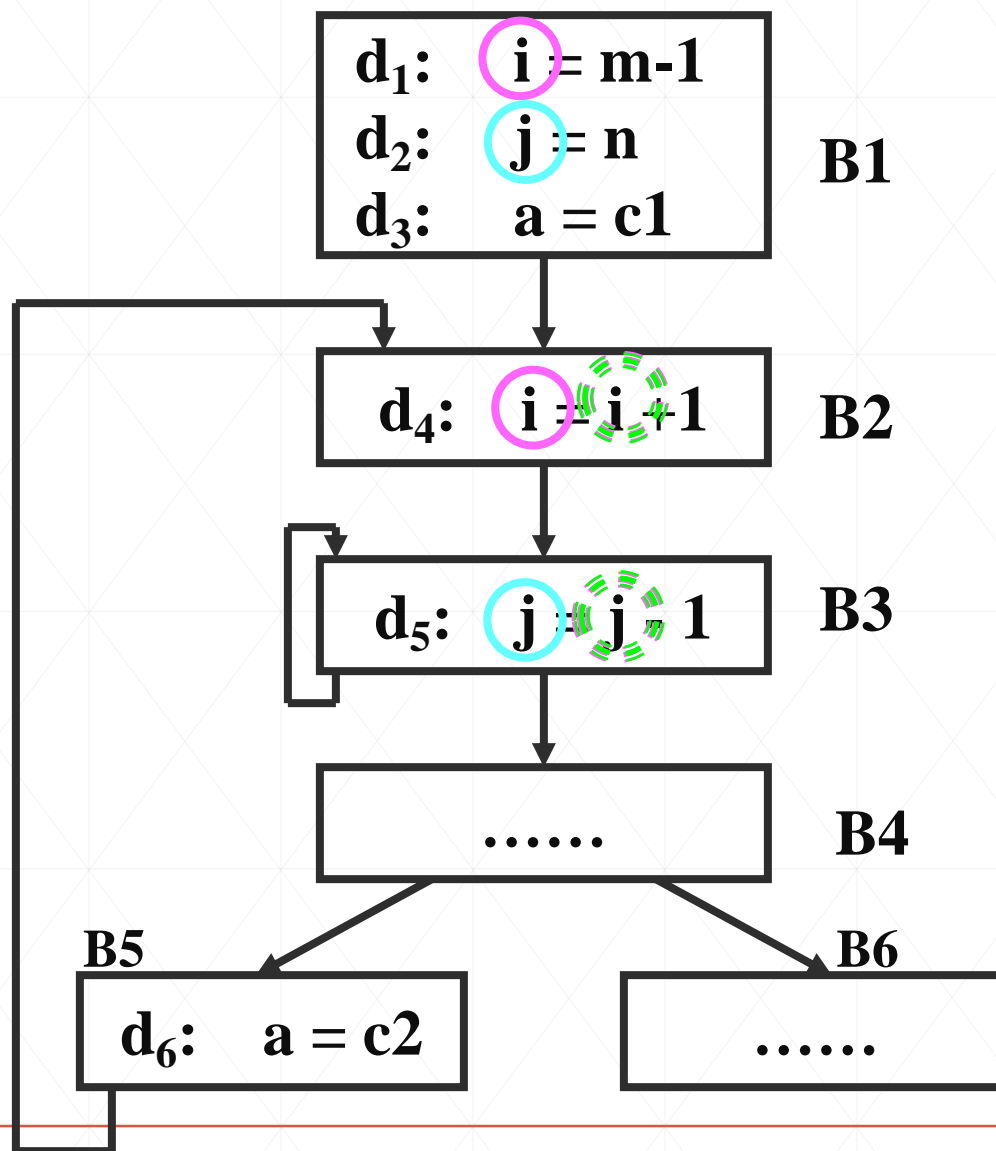 d₁: i = m-1
d₂: j = n
d₃: a = c1
B1
d₄: i = i +1
B2
d₅: j = j - 1
B3
......
B4
B5
d₆: a = c2
B6
......